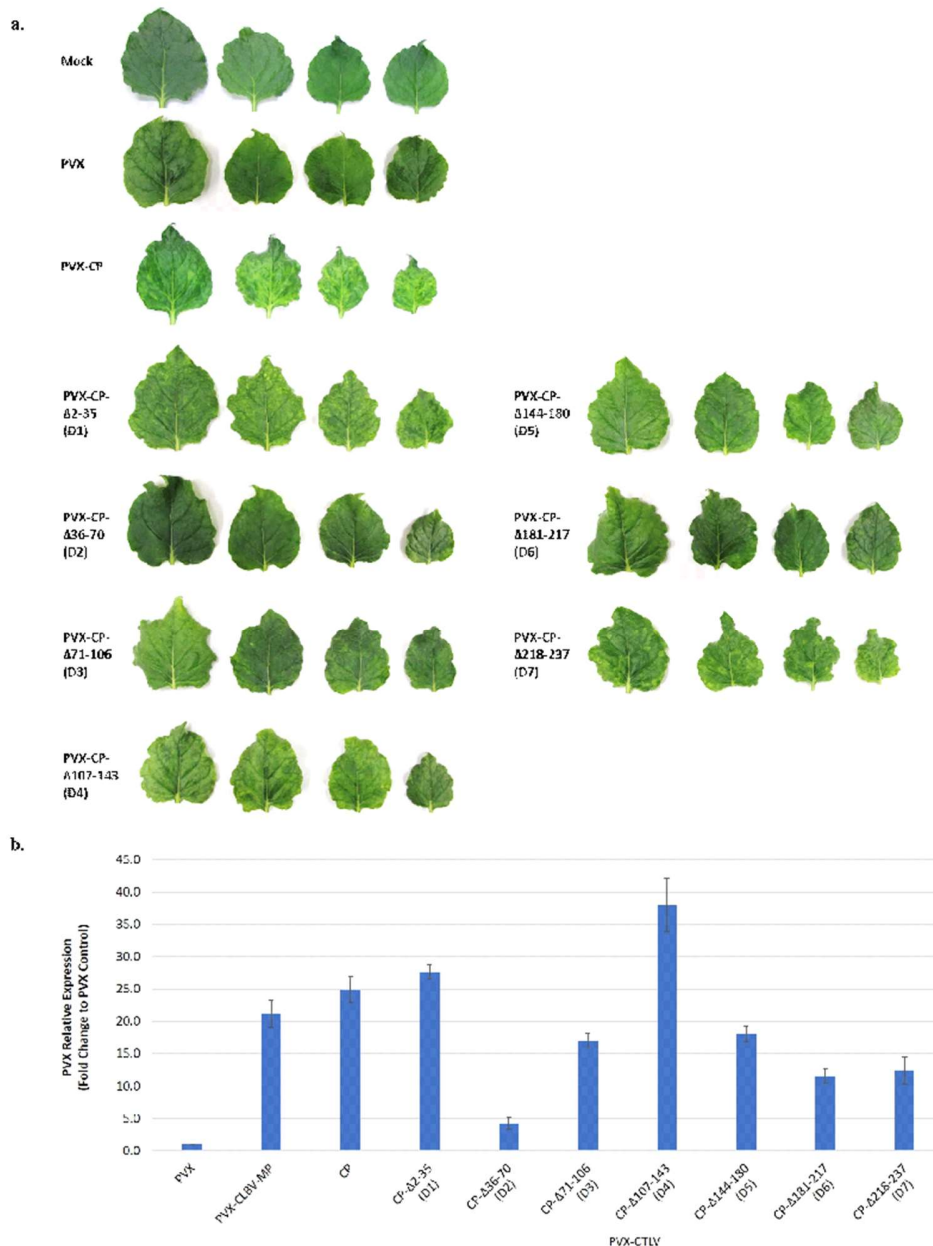 a.
Mock
PVX
PVX-CP
PVX-CP-
Δ2-35
(D1)
PVX-CP-
Δ144-180
(D5)
PVX-CP-
Δ36-70
(D2)
PVX-CP-
Δ181-217
(D6)
PVX-CP-
Δ71-106
(D3)
PVX-CP-
Δ218-237
(D7)
PVX-CP-
Δ107-143
(D4)
b.
PVX Relative Expression
(Fold Change to PVX Control)
45.0
40.0
35.0
30.0
25.0
20.0
15.0
10.0
5.0
0.0
PVX
PVX-CLBV-MP
CP
CP-Δ2-35
(D1)
CP-Δ36-70
(D2)
CP-Δ71-106
(D3)
CP-Δ107-143
(D4)
CP-Δ144-180
(D5)
CP-Δ181-217
(D6)
CP-Δ218-237
(D7)
PVX-CTLV